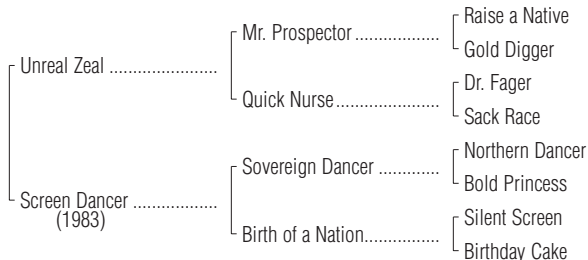 Raise a Native
Mr. Prospector ..................
Gold Digger
Unreal Zeal .......................
Dr. Fager
Quick Nurse......................
Sack Race
Northern Dancer
Sovereign Dancer .............
Bold Princess
Screen Dancer ..................
(1983)
Silent Screen
Birth of a Nation................
Birthday Cake